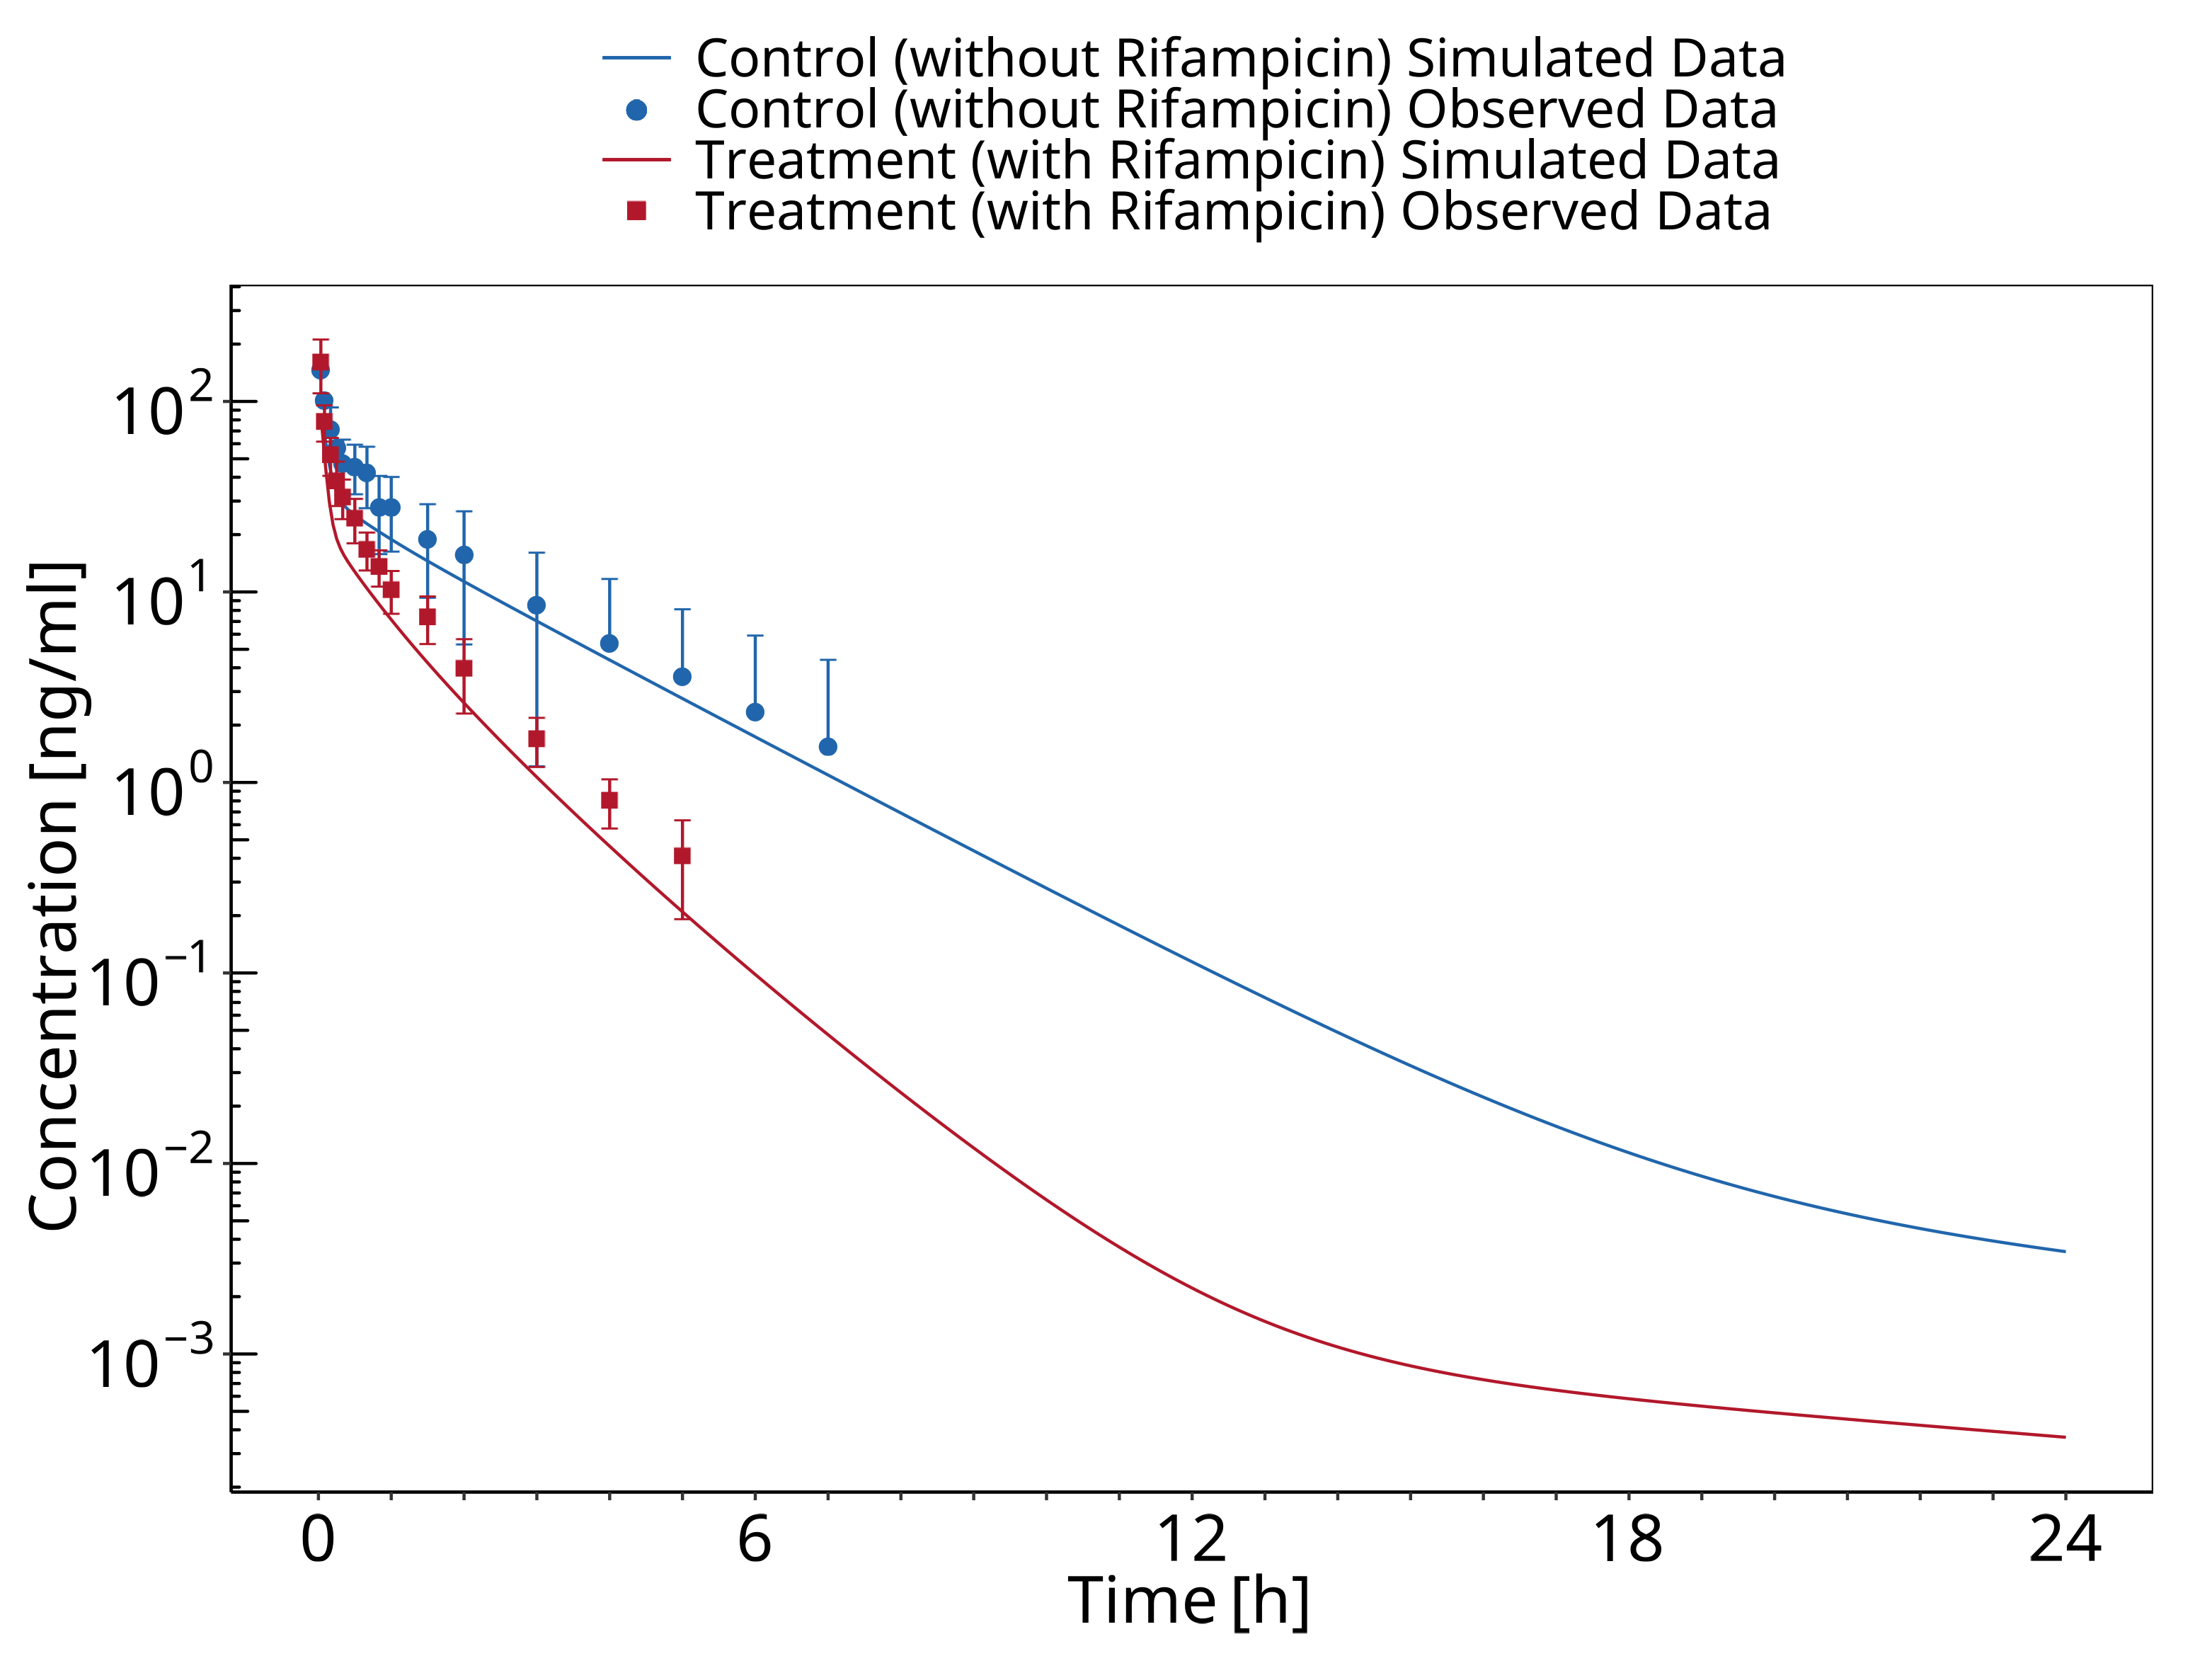 Control (without Rifampicin) Simulated Data
Control (without Rifampicin) Observed Data
Treatment (with Rifampicin) Simulated Data
Treatment (with Rifampicin) Observed Data
Concentration [ng/ml]
10^2
10^1
10^0
10^−1
10^−2
10^−3
0 6 12 18 24
Time [h]